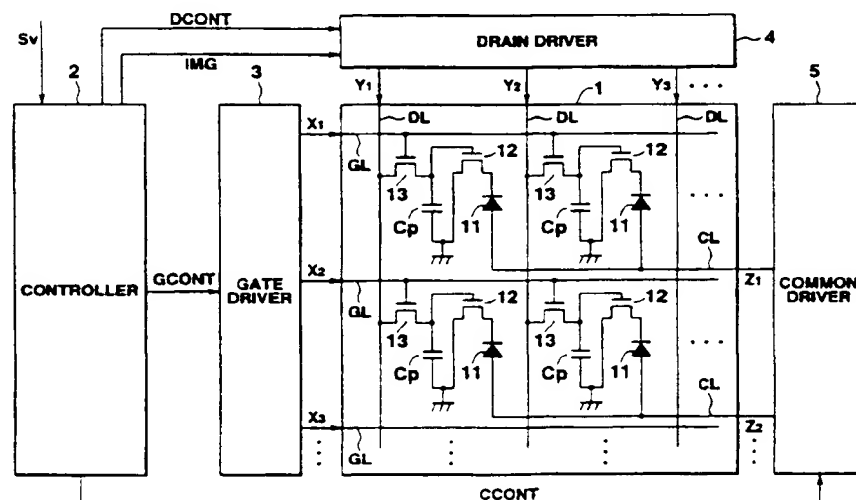 DCONT
Sv
IMG
DRAIN DRIVER
4
2
3
1
5
Y1
Y2
Y3
DL
DL
DL
X1
GL
12
12
13
13
Cp
11
Cp
11
CL
CONTROLLER
GCONT
GATE
DRIVER
X2
Z1
COMMON
DRIVER
GL
12
12
13
13
Cp
11
Cp
11
CL
X3
GL
Z2
CCONT